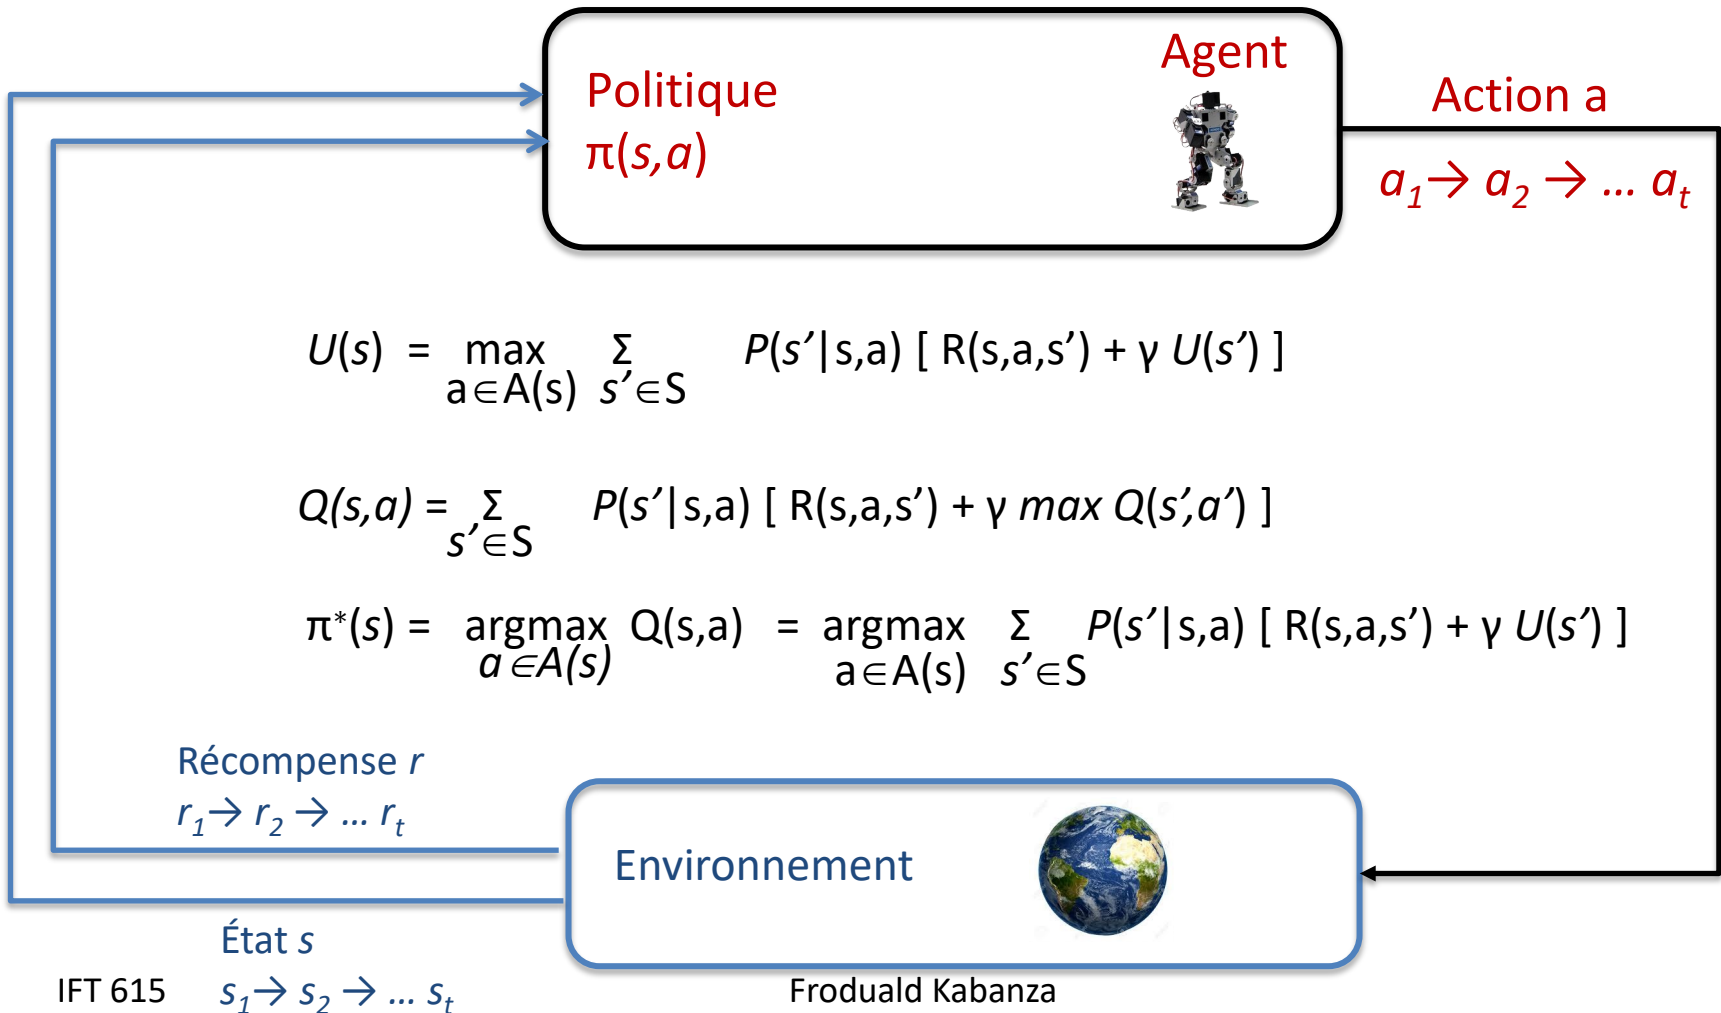 Agent
Politique
π(s,a)
Action a
a₁→ a₂ → … aₜ
U(s) = max Σ P(s’|s,a) [ R(s,a,s’) + γ U(s’) ]
a∈A(s) s’∈S
Q(s,a) = Σ P(s’|s,a) [ R(s,a,s’) + γ max Q(s’,a’) ]
s’∈S
π*(s) = argmax Q(s,a) = argmax Σ P(s’|s,a) [ R(s,a,s’) + γ U(s’) ]
a∈A(s) a∈A(s) s’∈S
Récompense r
r₁→ r₂ → … rₜ
Environnement
État s
s₁→ s₂ → … sₜ
IFT 615
Froduald Kabanza